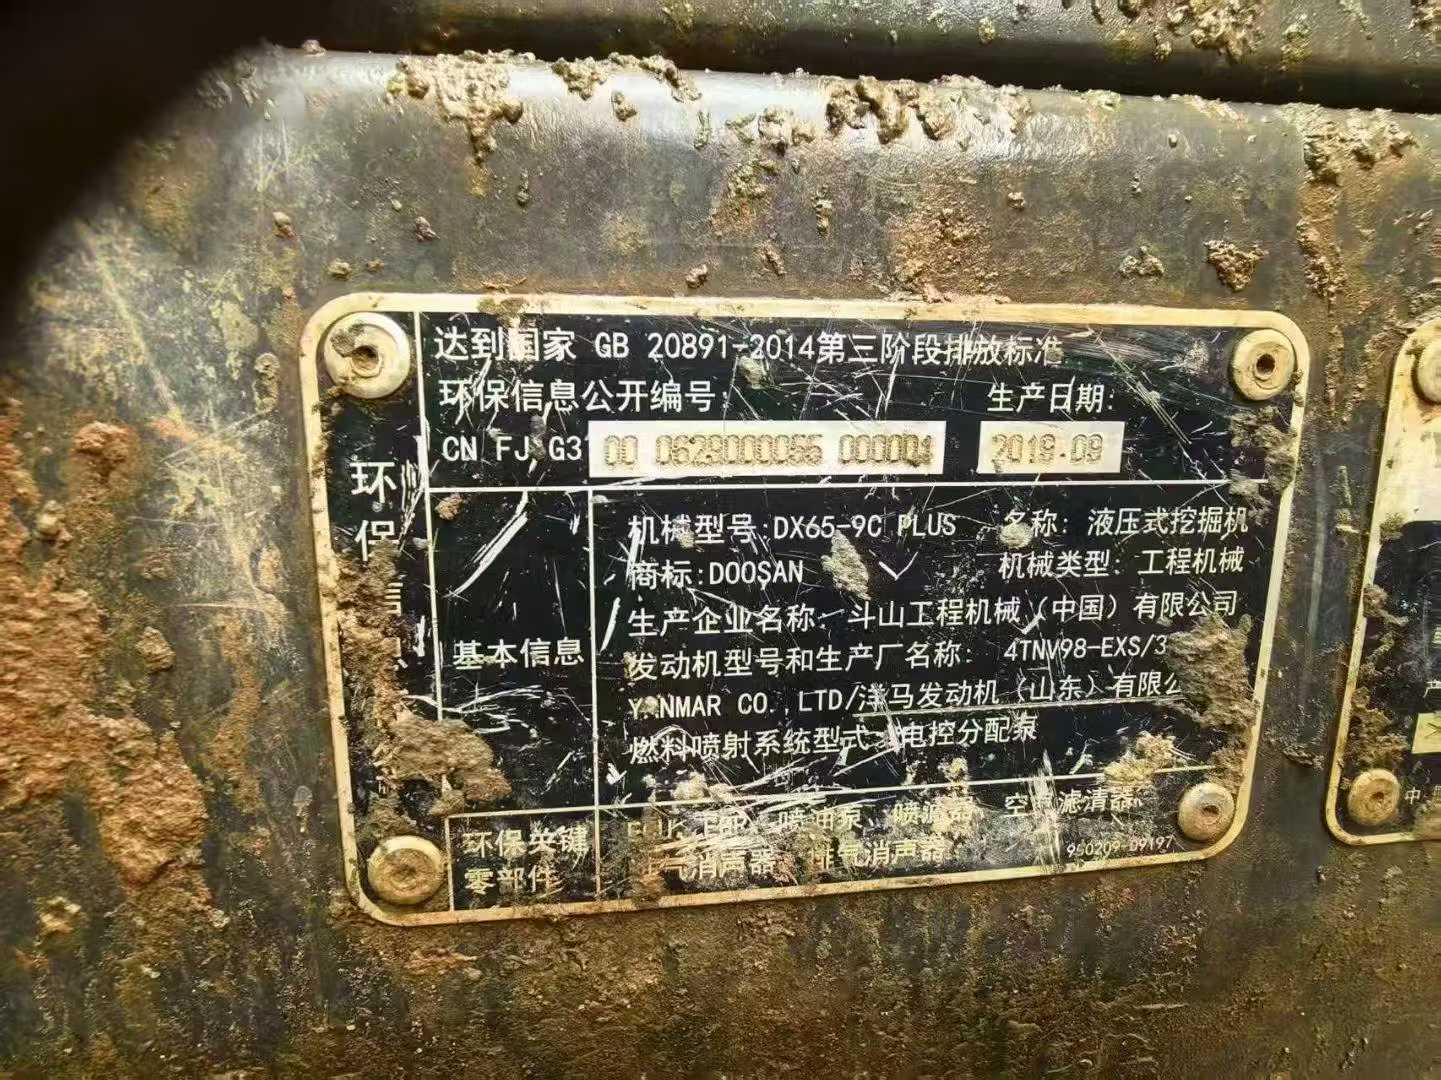 达到国家 GB 20891-2014第三阶段排放标准
环保信息公开编号: 生产日期:
CN FJ G3 00 0629000055 000001 2019.09
环保信息
基本信息
机械型号:DX65-9C PLUS 名称: 液压式挖掘机
商标:DOOSAN 机械类型: 工程机械
生产企业名称: 斗山工程机械(中国)有限公司
发动机型号和生产厂名称: 4TNV98-EXS/3
YANMAR CO.,LTD/洋马发动机(山东)有限公
燃料喷射系统型式: 电控分配泵
环保关键零部件
喷油泵 喷油器 空气滤清器
气消声器 排气消声器
950209-09197
中